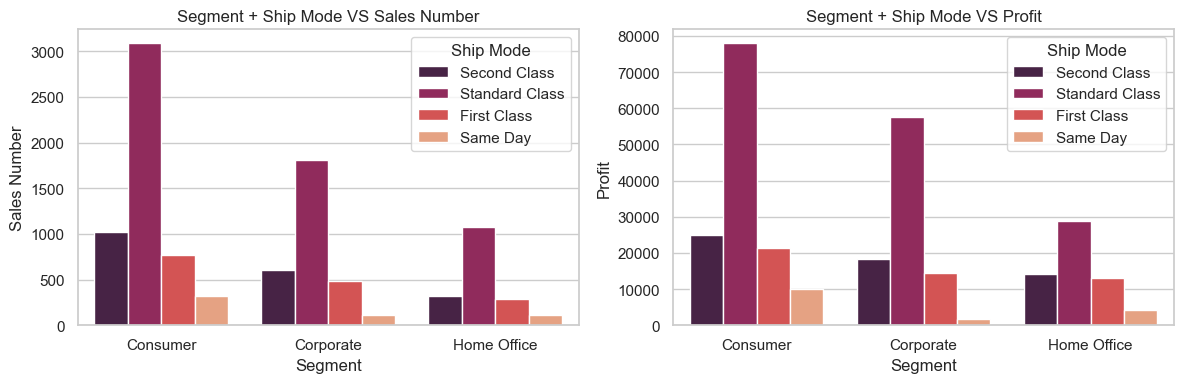 Segment + Ship Mode VS Sales Number
Sales Number
3000
2500
2000
1500
1000
500
0
Ship Mode
Second Class
Standard Class
First Class
Same Day
Consumer
Corporate
Home Office
Segment
Segment + Ship Mode VS Profit
Profit
80000
70000
60000
50000
40000
30000
20000
10000
0
Ship Mode
Second Class
Standard Class
First Class
Same Day
Consumer
Corporate
Home Office
Segment